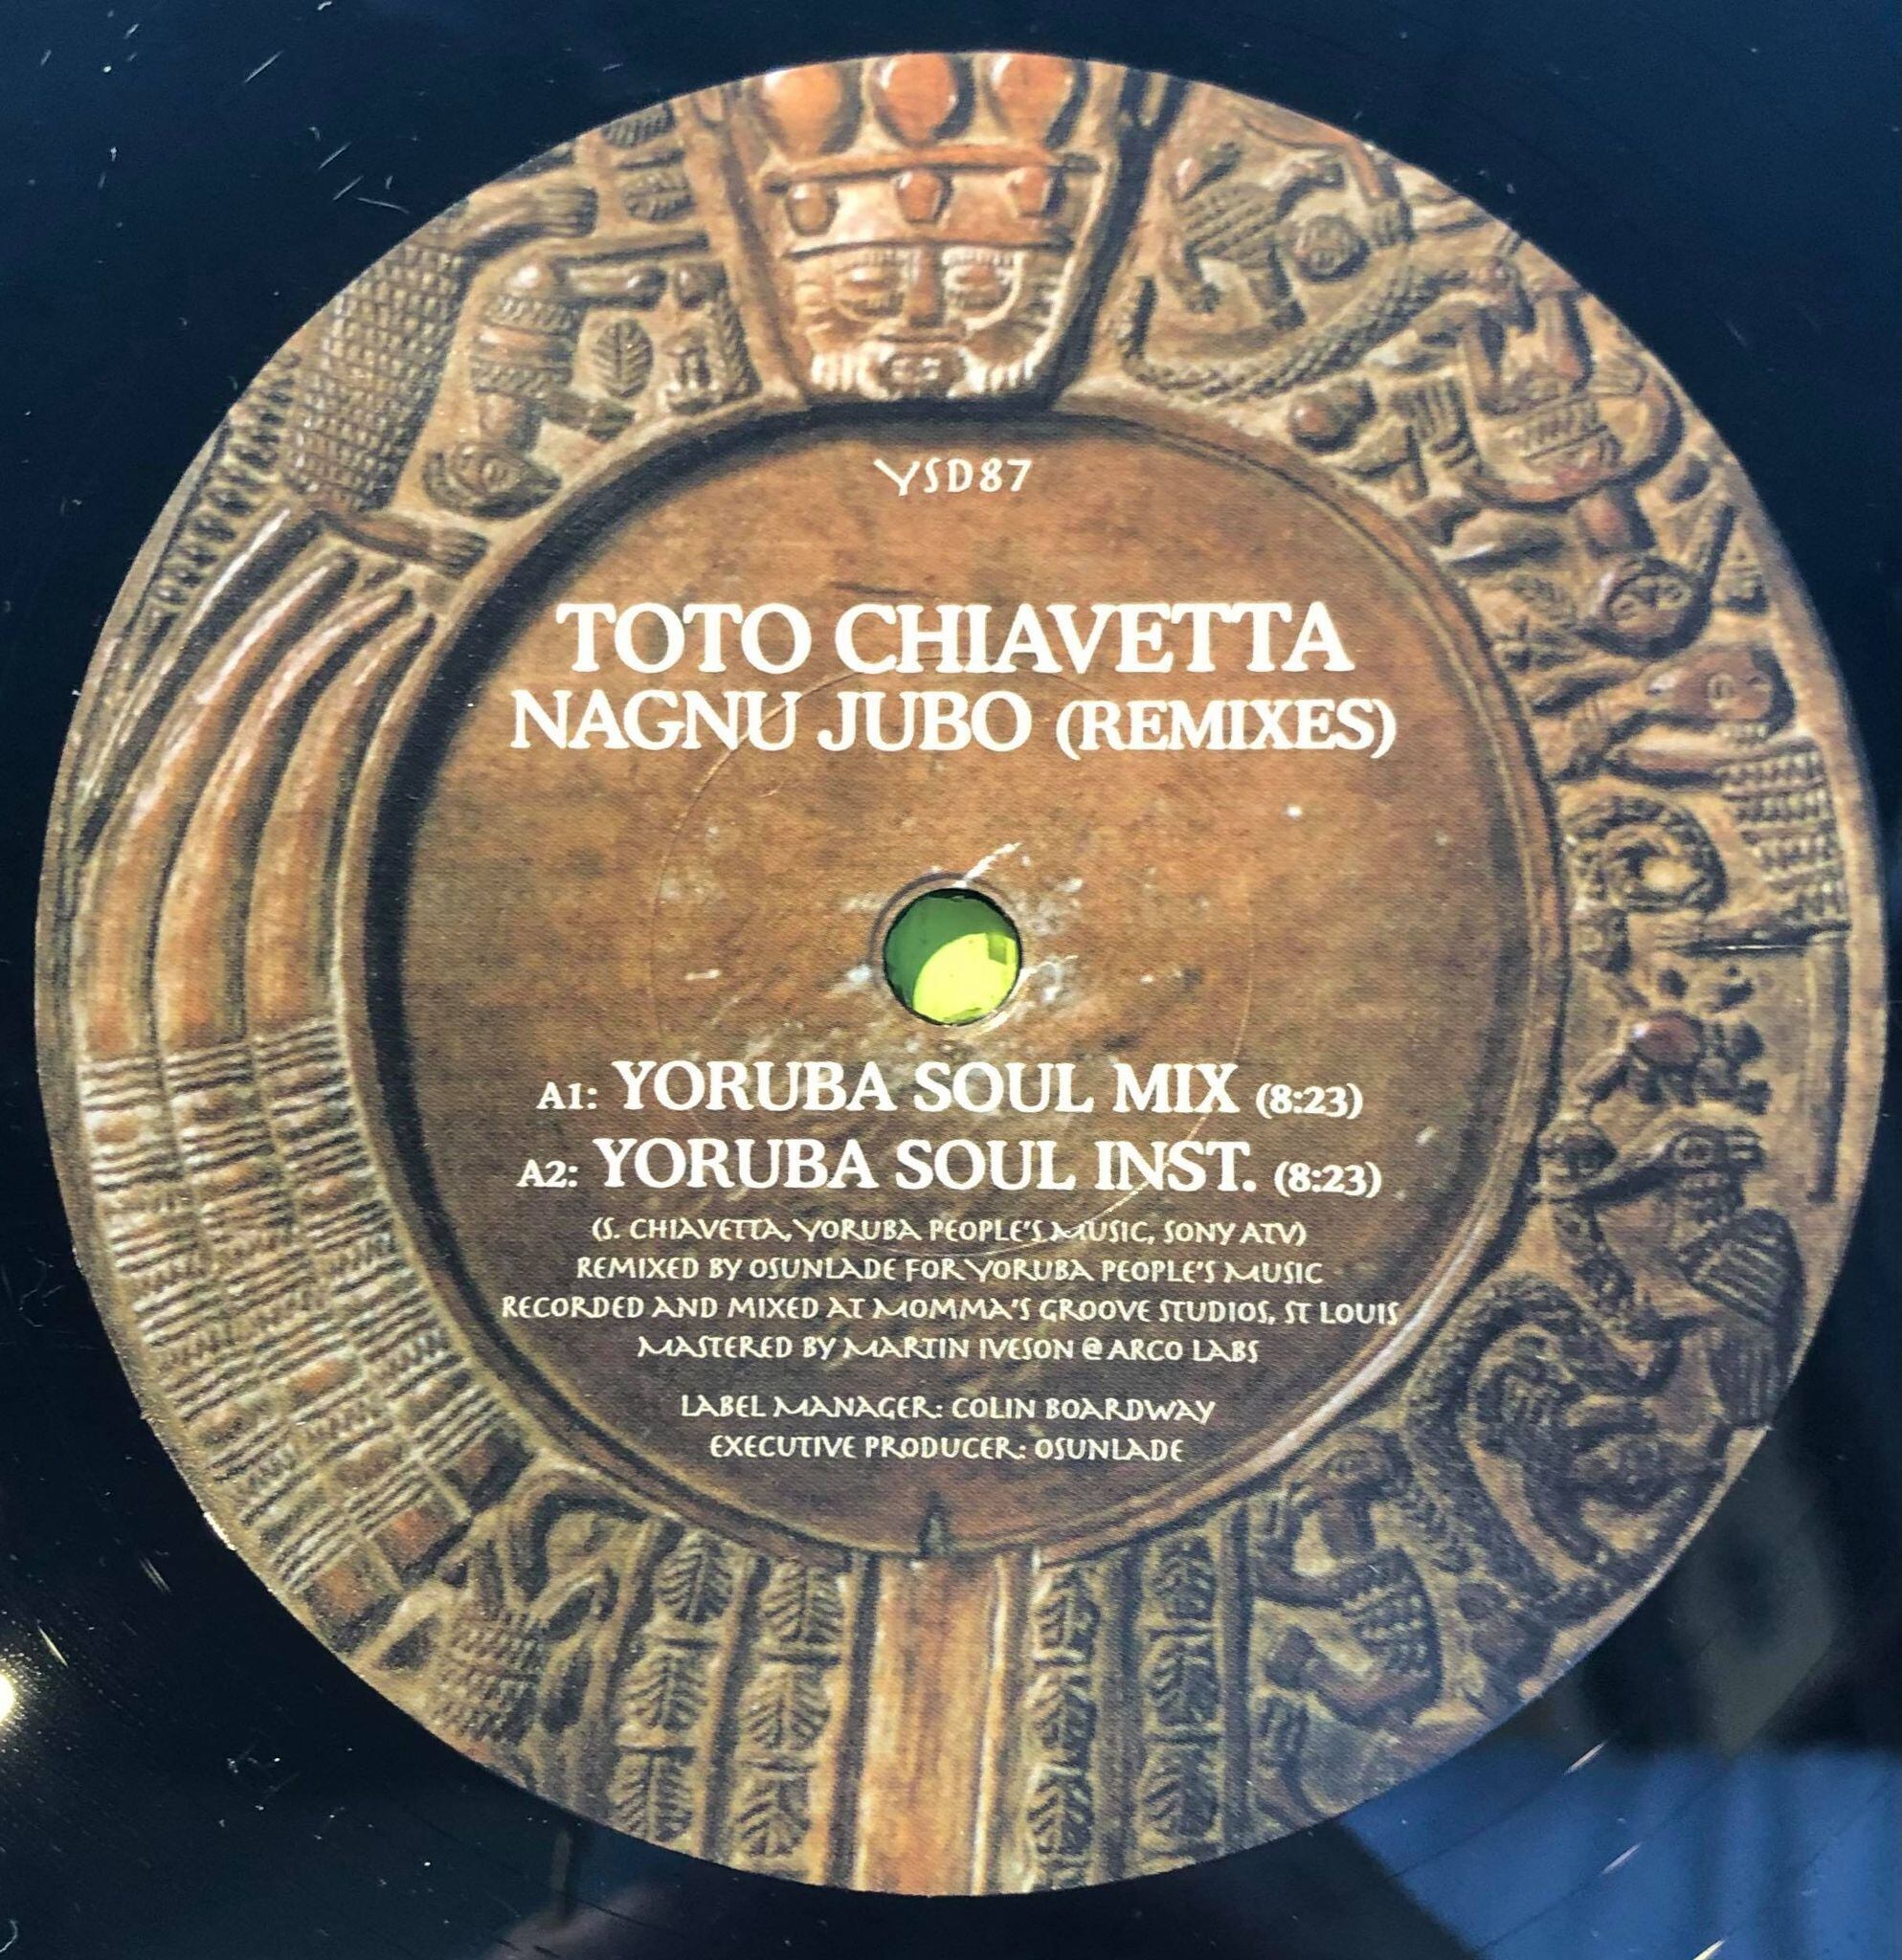 YSD87
TOTO CHIAVETTA
NAGNU JUBO (REMIXES)
A1: YORUBA SOUL MIX (8:23)
A2: YORUBA SOUL INST. (8:23)
(S. CHIAVETTA, YORUBA PEOPLE'S MUSIC, SONY ATV)
REMIXED BY OSUNLADE FOR YORUBA PEOPLE'S MUSIC
RECORDED AND MIXED AT MOMMA'S GROOVE STUDIOS, ST LOUIS
MASTERED BY MARTIN IVESON @ ARCO LABS
LABEL MANAGER: COLIN BOARDWAY
EXECUTIVE PRODUCER: OSUNLADE